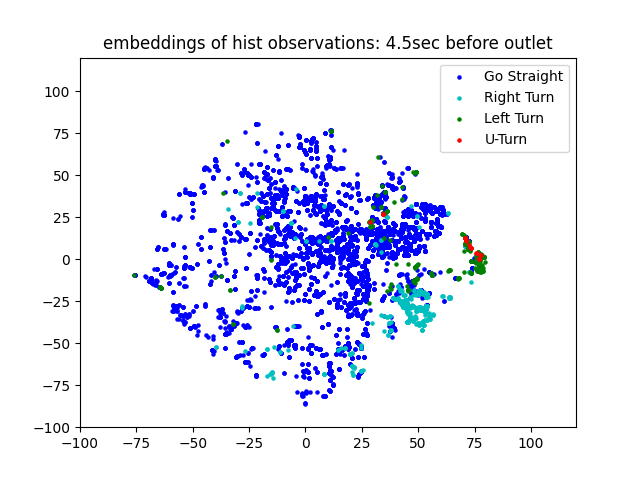 embeddings of hist observations: 4.5sec before outlet
Go Straight
Right Turn
Left Turn
U-Turn
100
75
50
25
0
−25
−50
−75
−100
−100 −75 −50 −25 0 25 50 75 100